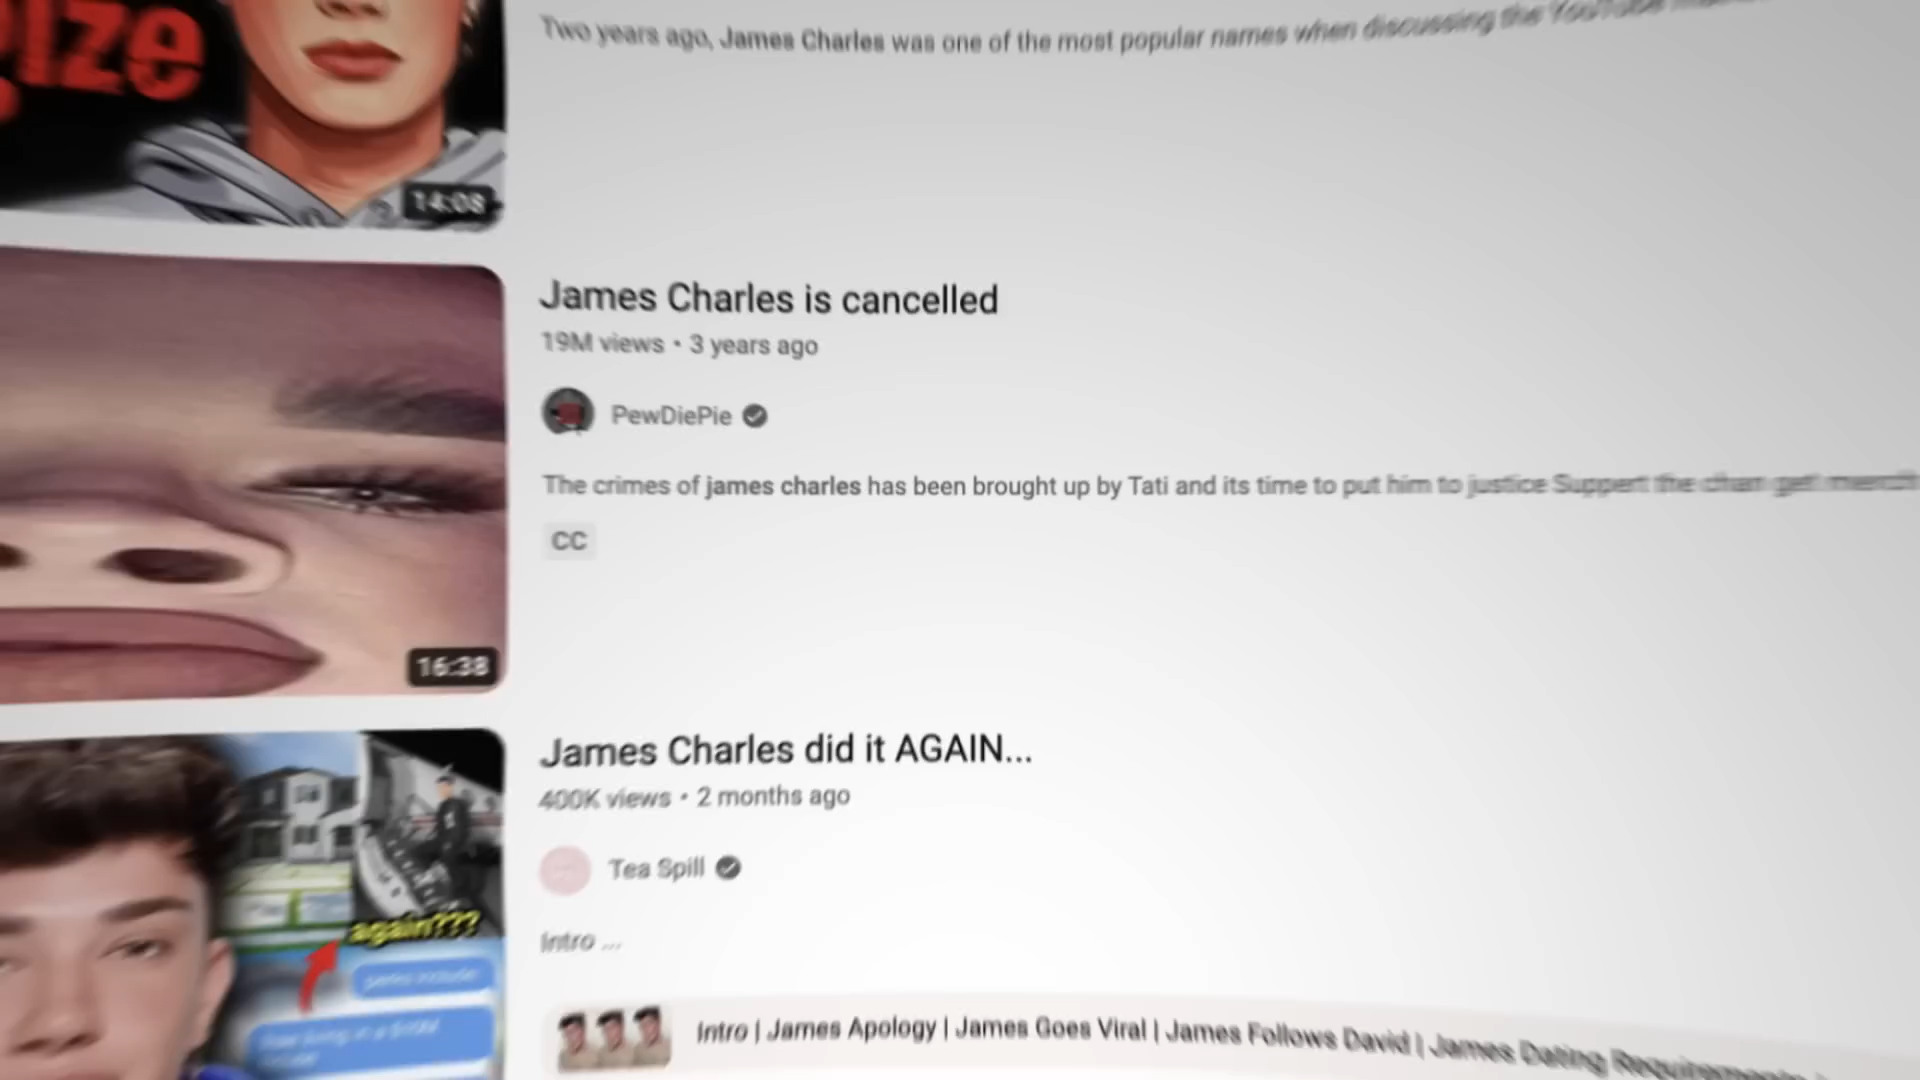 ize
Two years ago, James Charles was one of the most popular names when discussing the YouTube
14:08
James Charles is cancelled
19M views • 3 years ago
PewDiePie
The crimes of james charles has been brought up by Tati and its time to put him to justice Support the chan get merch
CC
16:38
James Charles did it AGAIN...
400K views • 2 months ago
Tea Spill
again???
Intro ...
Intro | James Apology | James Goes Viral | James Follows David | James Dating Requirements |